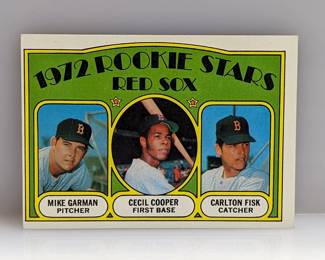 1972 ROOKIE STARS
RED SOX
MIKE GARMAN
PITCHER
CECIL COOPER
FIRST BASE
CARLTON FISK
CATCHER
B
B
B